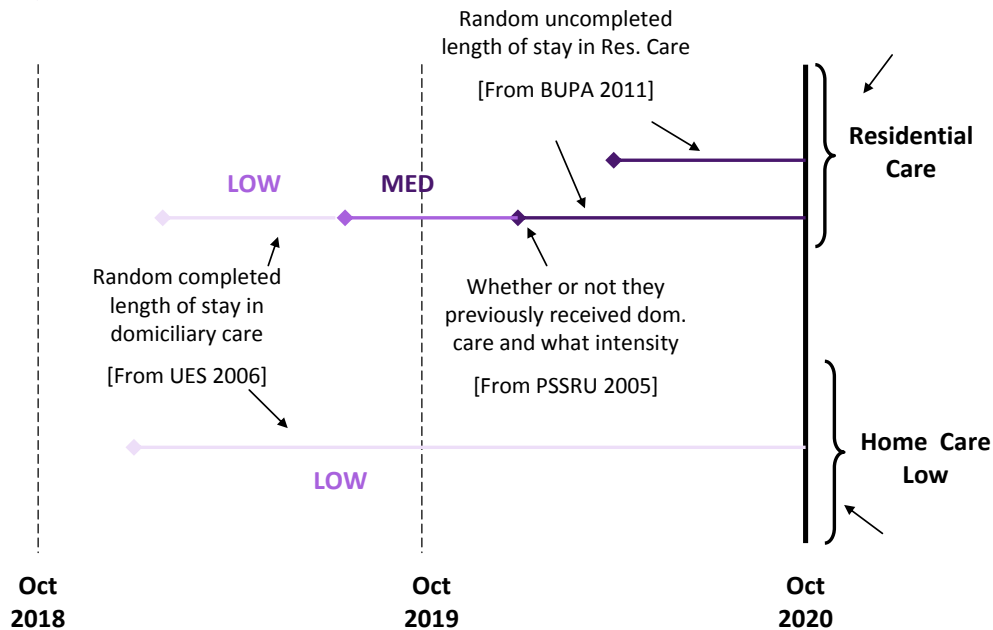 Random uncompleted
length of stay in Res. Care
[From BUPA 2011]
Residential
Care
LOW
MED
Random completed
length of stay in
domiciliary care
[From UES 2006]
Whether or not they
previously received dom.
care and what intensity
[From PSSRU 2005]
Home Care
Low
LOW
Oct
2018
Oct
2019
Oct
2020